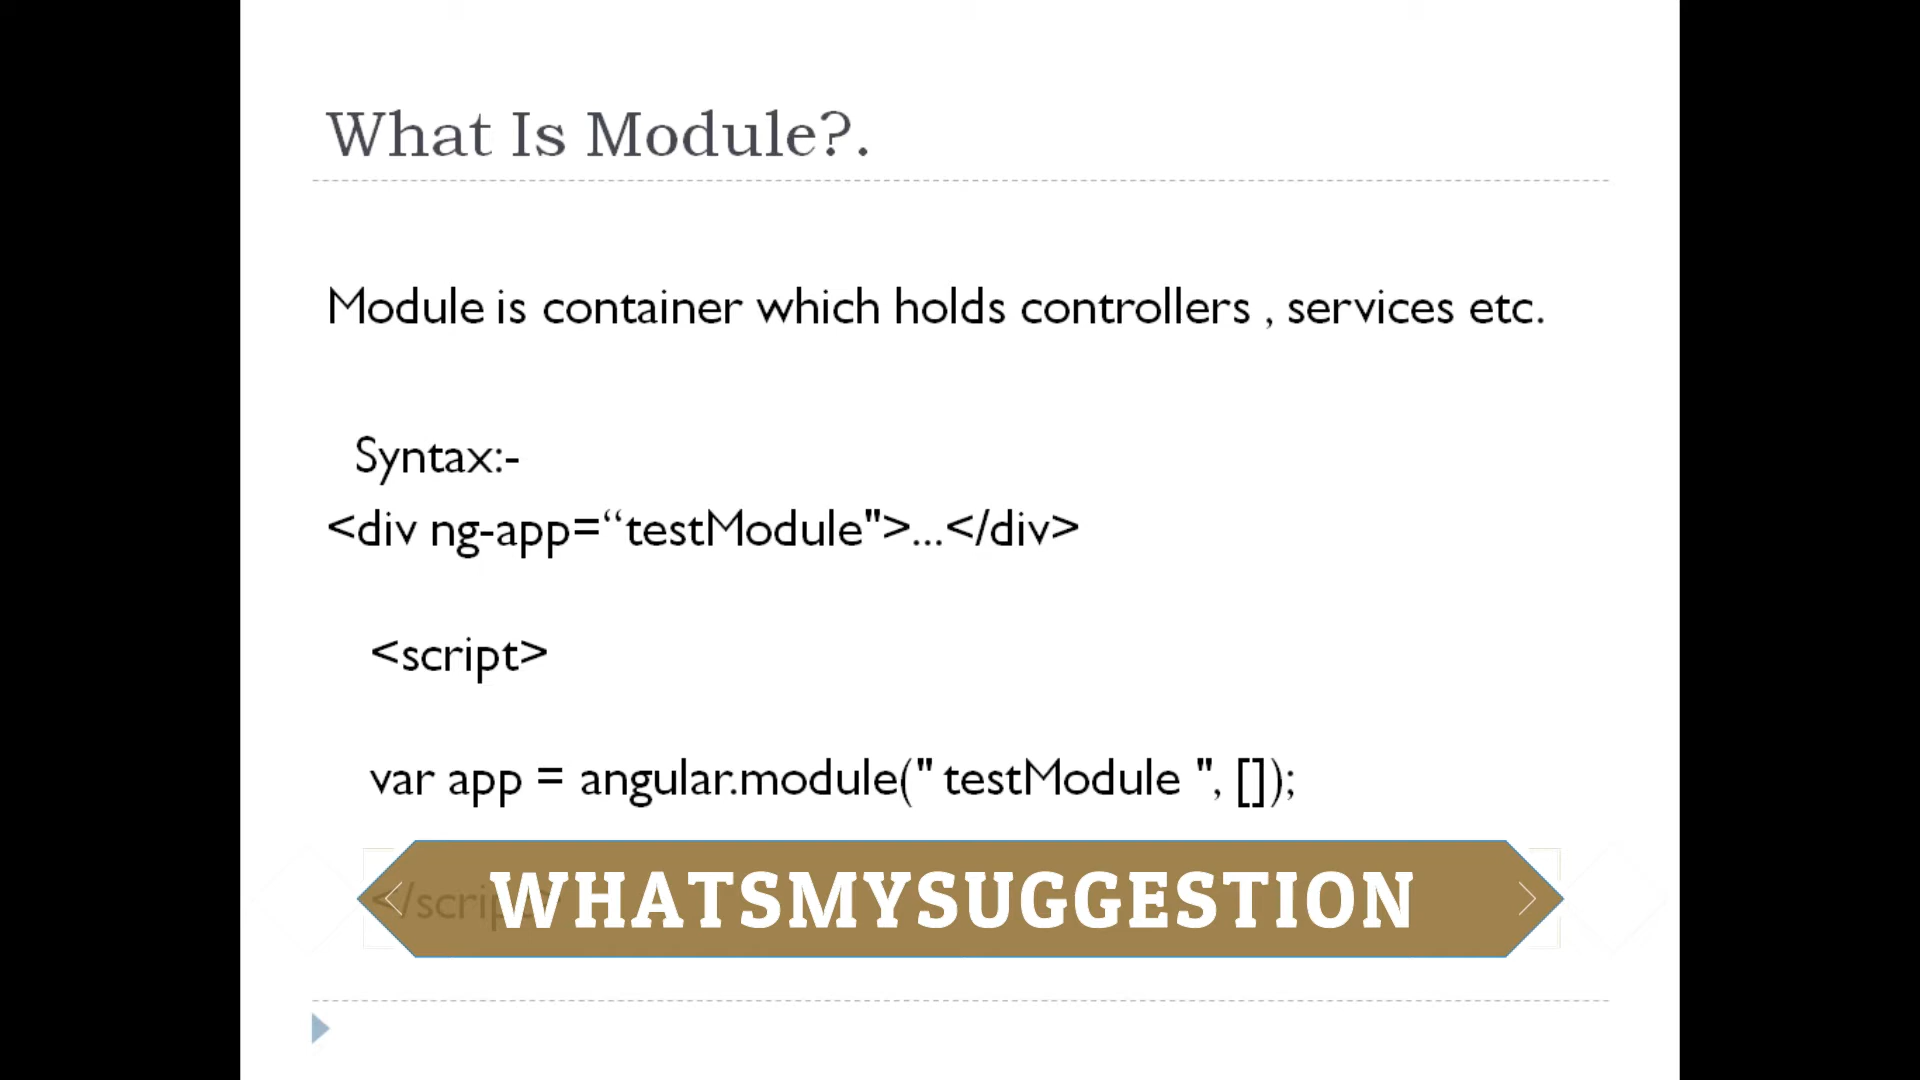 What Is Module?.
Module is container which holds controllers , services etc.
Syntax:-
<div ng-app=“testModule">...</div>
<script>
var app = angular.module(" testModule ", []);
</script>
WHATSMYSUGGESTION